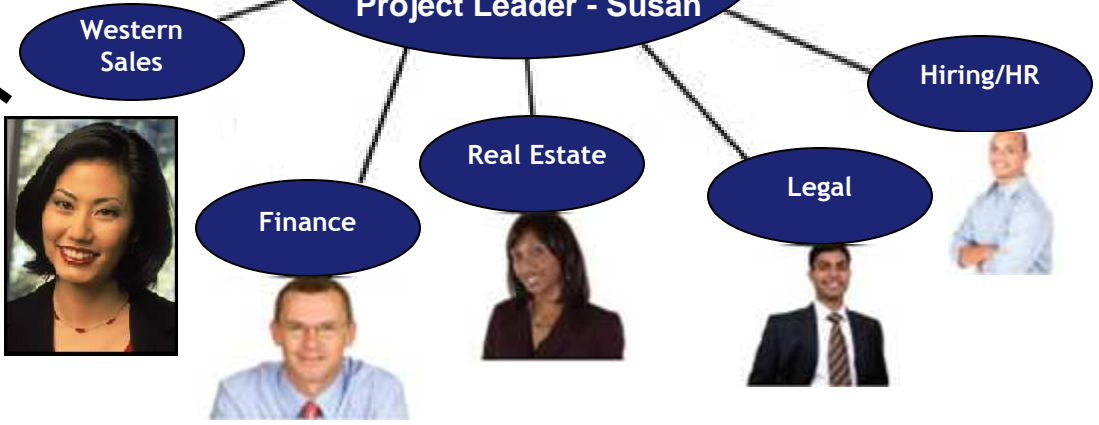 Project Leader - Susan
Western
Sales
Hiring/HR
Real Estate
Legal
Finance